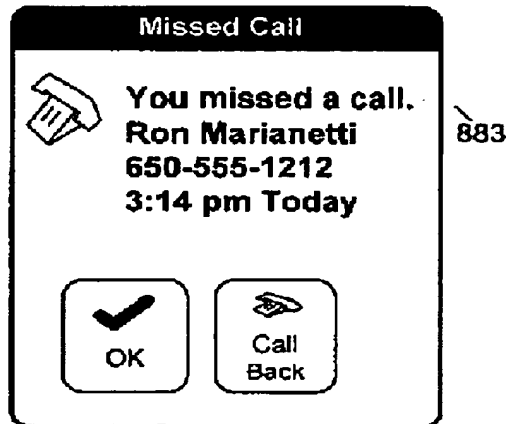 Missed Call
You missed a call.
Ron Marianetti
650-555-1212
3:14 pm Today
883
OK
Call
Back